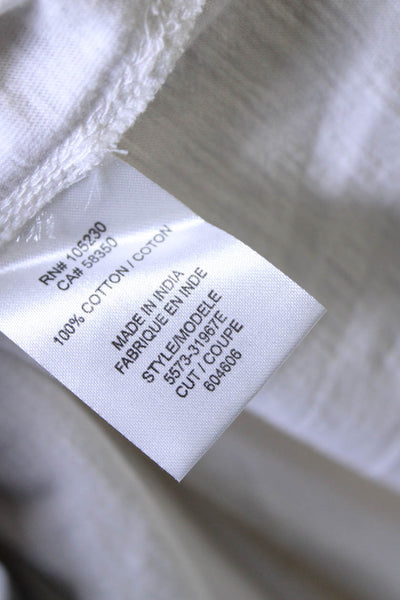 RN# 105230
CA# 58350
100% COTTON / COTON
MADE IN INDIA
FABRIQUE EN INDE
STYLE/MODELE
5573-31967E
CUT / COUPE
604606